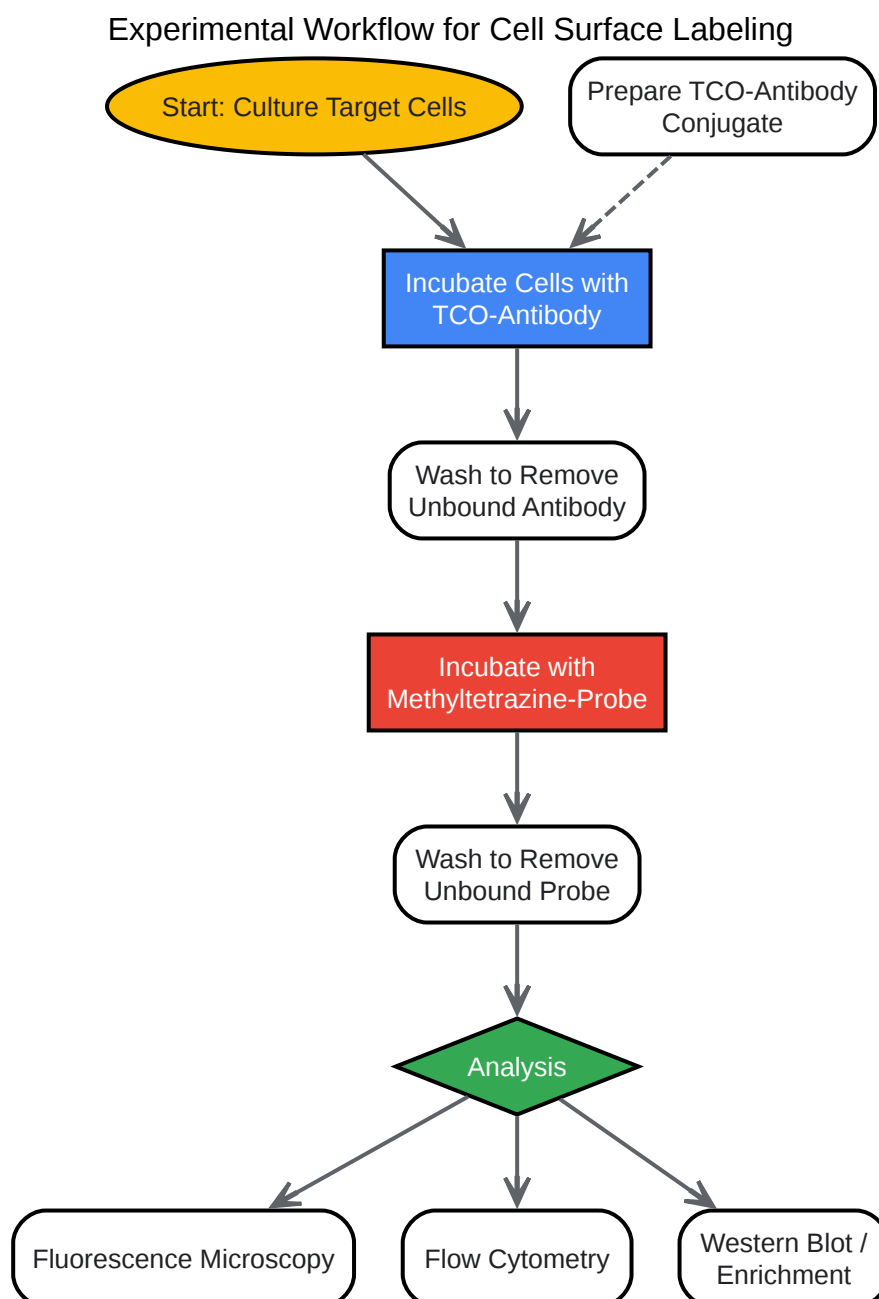 Experimental Workflow for Cell Surface Labeling
Start: Culture Target Cells
Prepare TCO-Antibody
Conjugate
Incubate Cells with
TCO-Antibody
Wash to Remove
Unbound Antibody
Incubate with
Methyltetrazine-Probe
Wash to Remove
Unbound Probe
Analysis
Fluorescence Microscopy
Flow Cytometry
Western Blot /
Enrichment